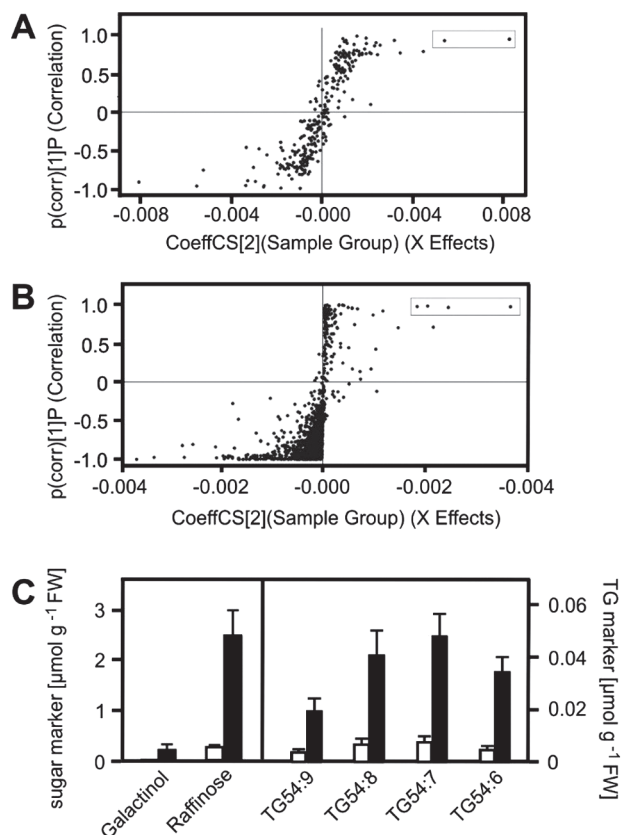 A
p(corr)[1]P (Correlation)
1.0
0.5
0
-0.5
-1.0
-0.008 -0.004 -0.000 -0.004 0.008
CoeffCS[2](Sample Group) (X Effects)
B
p(corr)[1]P (Correlation)
1.0
0.5
0
-0.5
-1.0
-0.004 -0.002 -0.000 -0.002 -0.004
CoeffCS[2](Sample Group) (X Effects)
C
sugar marker [µmol g -1 FW]
3
2
1
0
0.06
0.04
0.02
0
TG marker [µmol g -1 FW]
Galactinol
Raffinose
TG54:9
TG54:8
TG54:7
TG54:6